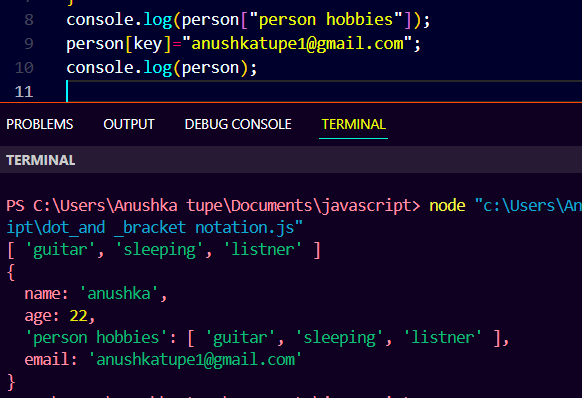 8 console.log(person["person hobbies"]);
9 person[key]="anushkatupe1@gmail.com";
10 console.log(person);
11
PROBLEMS OUTPUT DEBUG CONSOLE TERMINAL
TERMINAL
PS C:\Users\Anushka tupe\Documents\javascript> node "c:\Users\An
ipt\dot_and _bracket notation.js"
[ 'guitar', 'sleeping', 'listner' ]
{
  name: 'anushka',
  age: 22,
  'person hobbies': [ 'guitar', 'sleeping', 'listner' ],
  email: 'anushkatupe1@gmail.com'
}